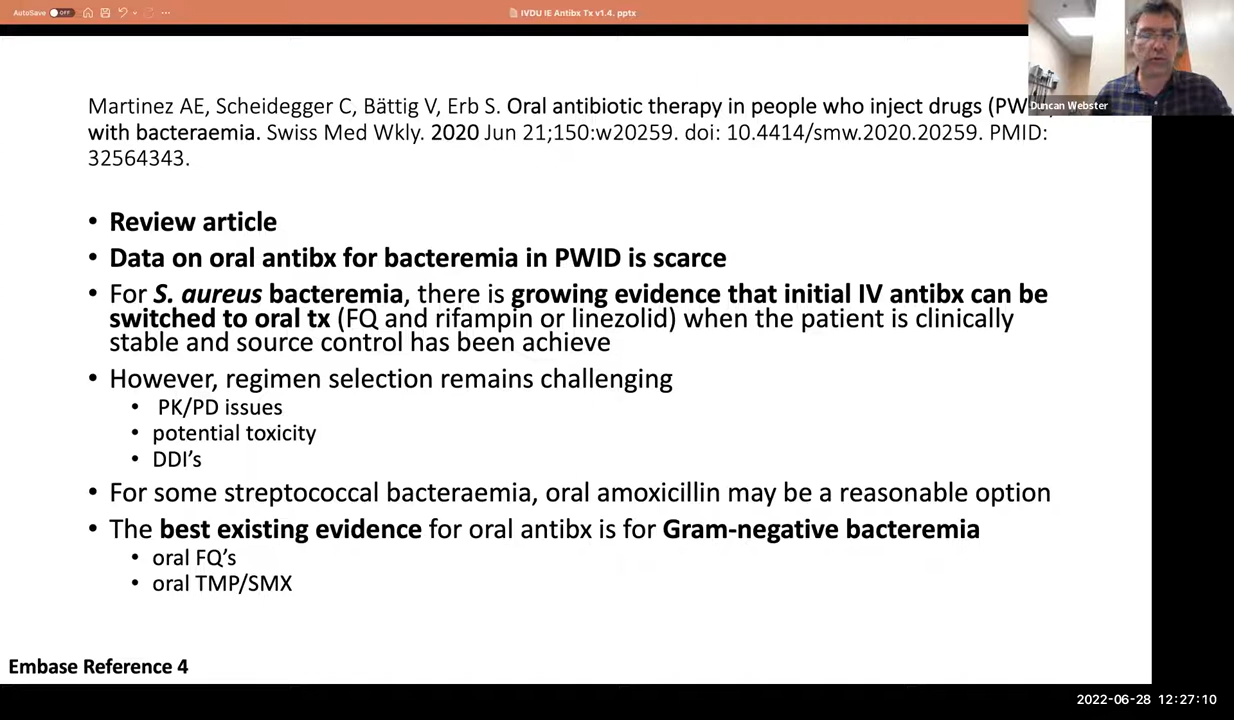 AutoSave OFF
IVDU IE Antibx Tx v1.4. pptx
Martinez AE, Scheidegger C, Bättig V, Erb S. Oral antibiotic therapy in people who inject drugs (PW
Duncan Webster
with bacteraemia. Swiss Med Wkly. 2020 Jun 21;150:w20259. doi: 10.4414/smw.2020.20259. PMID:
32564343.
• Review article
• Data on oral antibx for bacteremia in PWID is scarce
• For S. aureus bacteremia, there is growing evidence that initial IV antibx can be
switched to oral tx (FQ and rifampin or linezolid) when the patient is clinically
stable and source control has been achieve
• However, regimen selection remains challenging
• PK/PD issues
• potential toxicity
• DDI’s
• For some streptococcal bacteraemia, oral amoxicillin may be a reasonable option
• The best existing evidence for oral antibx is for Gram-negative bacteremia
• oral FQ’s
• oral TMP/SMX
Embase Reference 4
2022-06-28 12:27:10